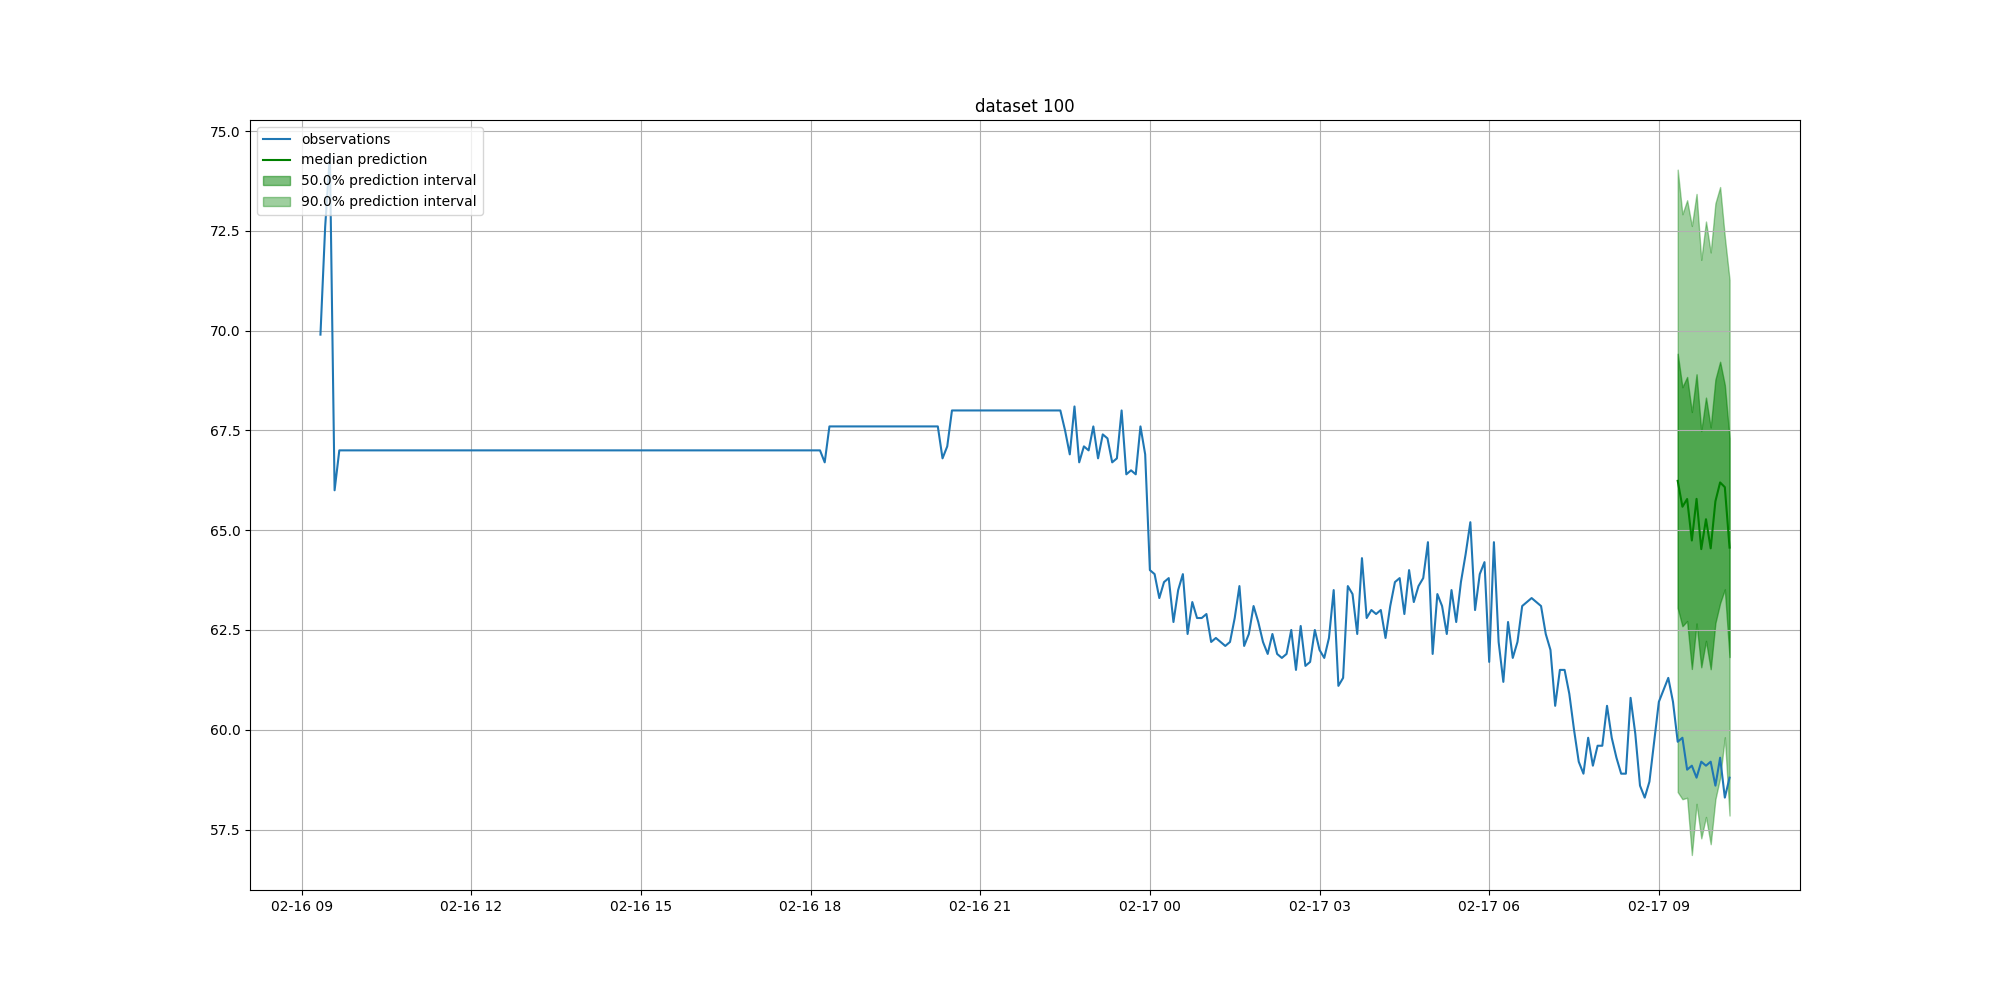 dataset 100
75.0
72.5
70.0
67.5
65.0
62.5
60.0
57.5
observations
median prediction
50.0% prediction interval
90.0% prediction interval
02-16 09 02-16 12 02-16 15 02-16 18 02-16 21 02-17 00 02-17 03 02-17 06 02-17 09